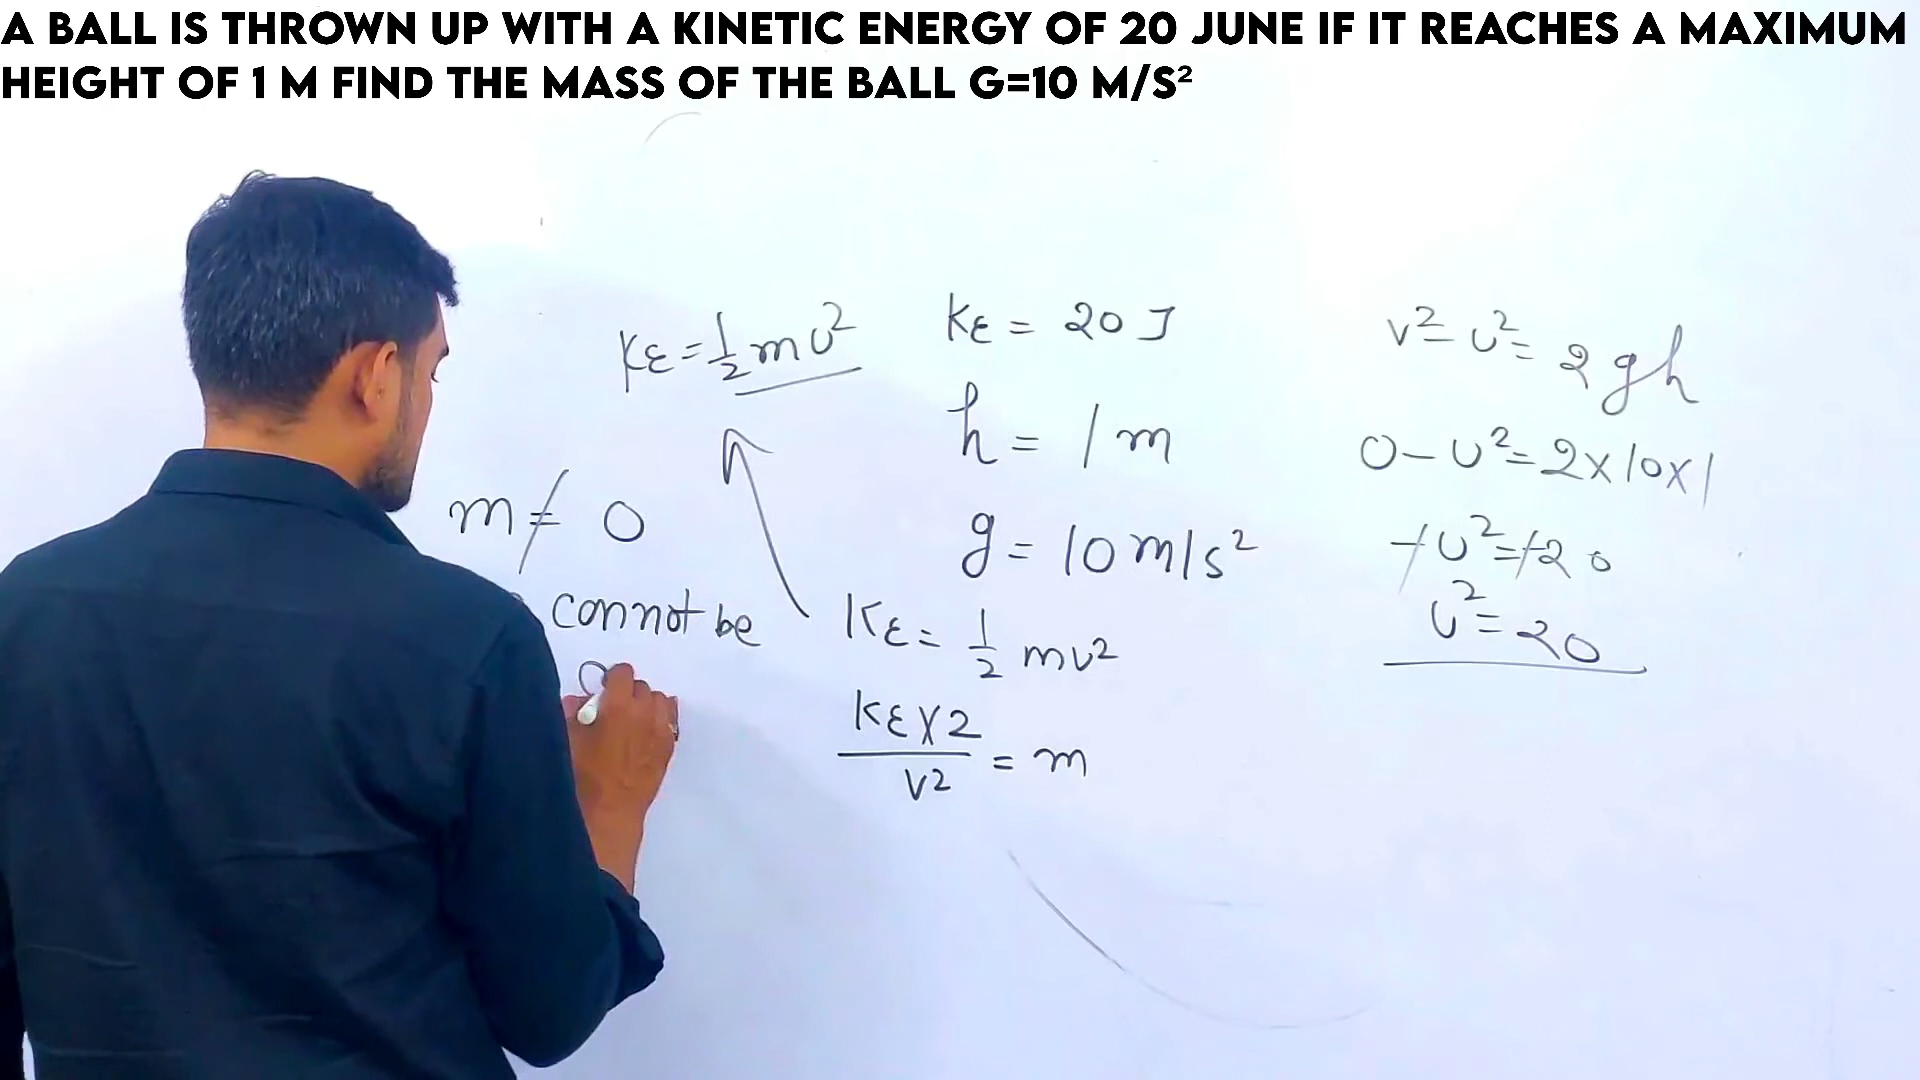 A BALL IS THROWN UP WITH A KINETIC ENERGY OF 20 JUNE IF IT REACHES A MAXIMUM
HEIGHT OF 1 M FIND THE MASS OF THE BALL G=10 M/S²
KE = 1/2 mu²
m ≠ 0
cannot be
KE = 20 J
h = 1 m
g = 10 m/s²
KE = 1/2 mv²
KE×2/v² = m
v² - u² = 2gh
0 - u² = 2×10×1
-u² = -20
u² = 20